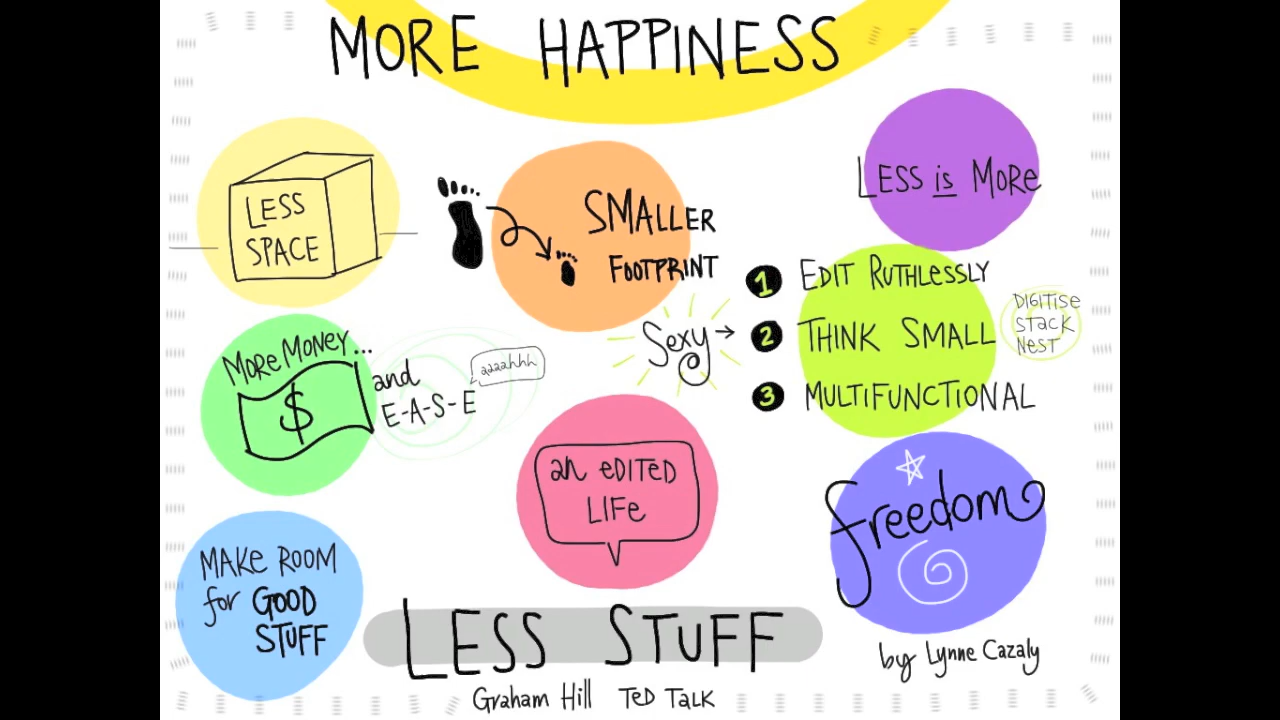 MORE HAPPINESS
LESS
SPACE
SMALLER
FOOTPRINT
LESS is MORE
MORE MONEY...
$
and
E-A-S-E
aaaahhh
Sexy
1 EDIT RUTHLESSLY
2 THINK SMALL
3 MULTIFUNCTIONAL
DIGITISE
STACK
NEST
an EDITED
LIFE
freedom
MAKE ROOM
for GOOD
STUFF
LESS STUFF
by Lynne Cazaly
Graham Hill TED TALK